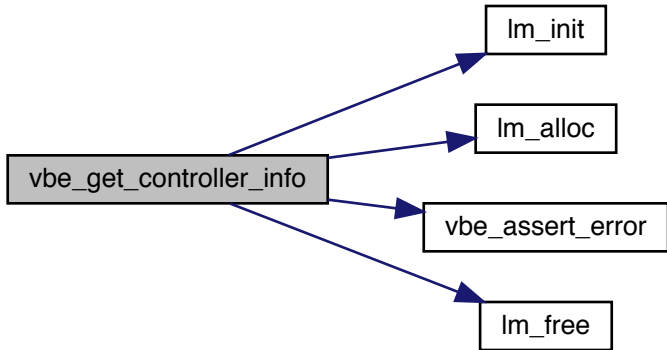 lm_init
lm_alloc
vbe_get_controller_info
vbe_assert_error
lm_free